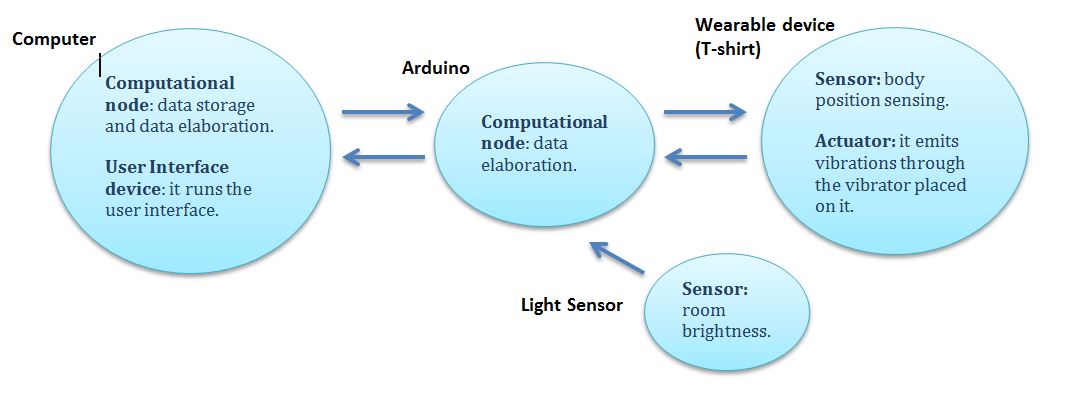 Computer
Computational
node: data storage
and data elaboration.
User Interface
device: it runs the
user interface.
Arduino
Computational
node: data
elaboration.
Wearable device
(T-shirt)
Sensor: body
position sensing.
Actuator: it emits
vibrations through
the vibrator placed
on it.
Light Sensor
Sensor:
room
brightness.